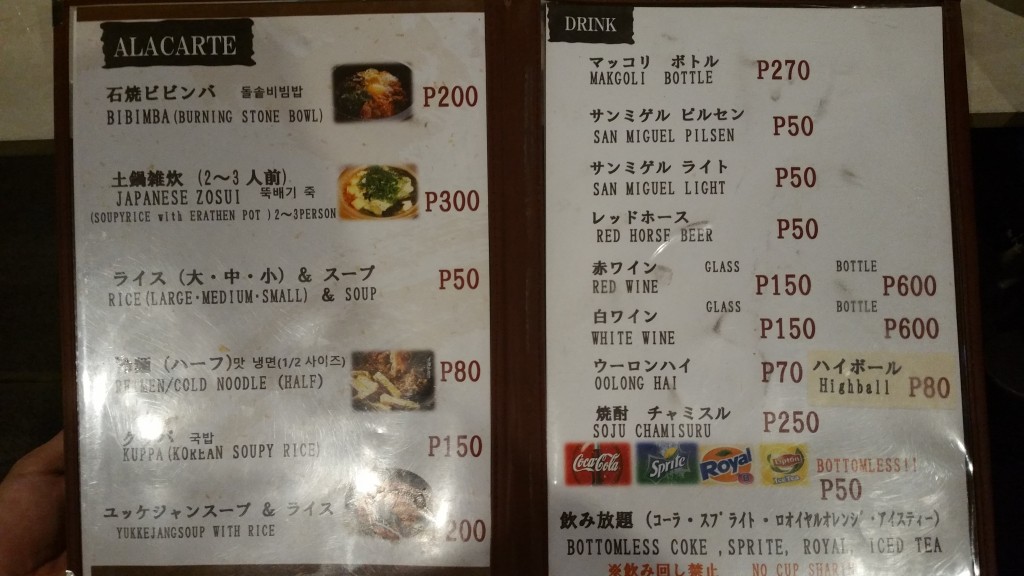 ALACARTE
石焼ビビンバ 돌솥비빔밥 P200
BIBIMBA(BURNING STONE BOWL)
土鍋雑炊 (2〜3人前)
JAPANESE ZOSUI 뚝배기 죽 P300
(SOUPYRICE with ERATHEN POT )2〜3PERSON
ライス (大・中・小) & スープ P50
RICE(LARGE・MEDIUM・SMALL) & SOUP
冷麺 (ハーフ)맛 냉면(1/2 사이즈) P80
NOODLE (HALF)
국밥 P150
KUPPA(KOREAN SOUPY RICE)
ユッケジャンスープ & ライス
YUKKEJANGSOUP WITH RICE 200
DRINK
マッコリ ボトル P270
MAKGOLI BOTTLE
サンミゲル ピルセン P50
SAN MIGUEL PILSEN
サンミゲル ライト P50
SAN MIGUEL LIGHT
レッドホース P50
RED HORSE BEER
赤ワイン GLASS P150 BOTTLE P600
RED WINE
白ワイン GLASS P150 BOTTLE P600
WHITE WINE
ウーロンハイ P70 ハイボール
OOLONG HAI Highball P80
焼酎 チャミスル P250
SOJU CHAMISURU
Coca-Cola Sprite Royal Lipton BOTTOMLESS!!
P50
飲み放題 (コーラ・スプライト・ロオイヤルオレンジ・アイスティー)
BOTTOMLESS COKE ,SPRITE, ROYAL, ICED TEA
※飲み回し禁止 NO CUP